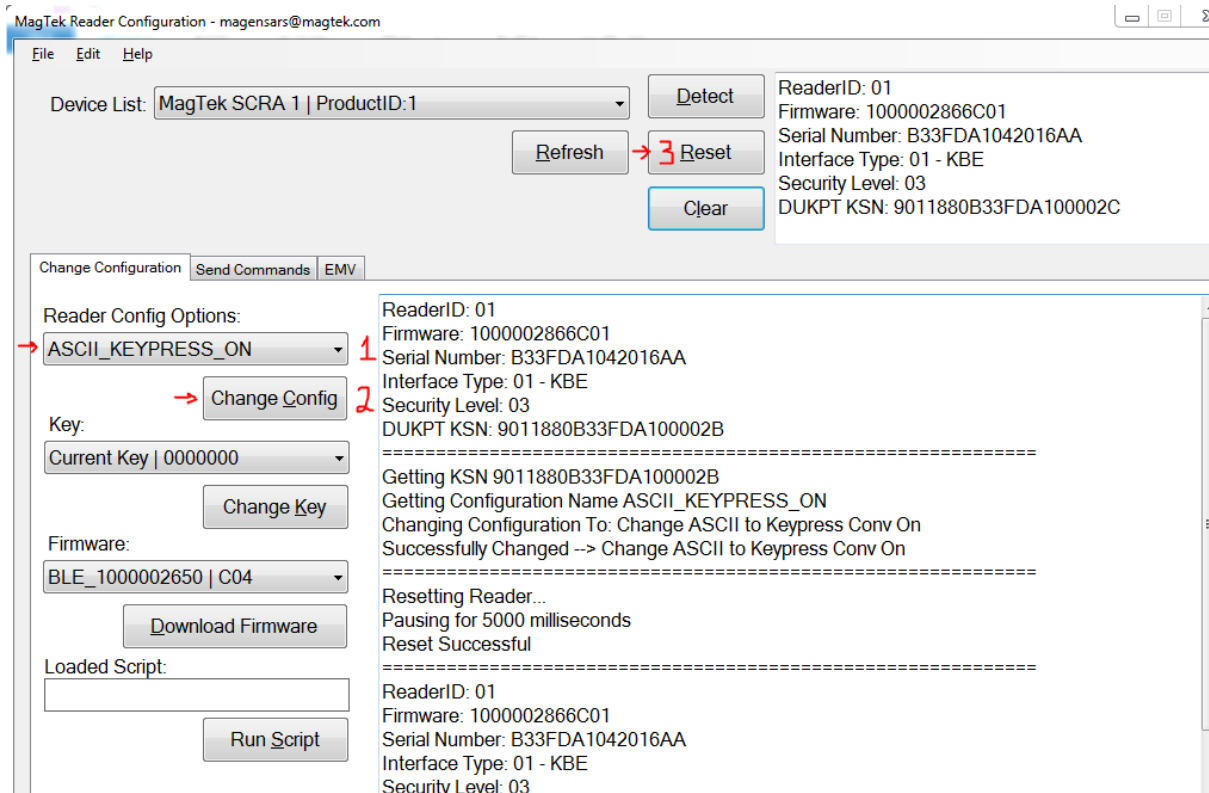 MagTek Reader Configuration - magensars@magtek.com
File Edit Help
Device List: MagTek SCRA 1 | ProductID:1
Detect
Refresh
3 Reset
Clear
ReaderID: 01
Firmware: 1000002866C01
Serial Number: B33FDA1042016AA
Interface Type: 01 - KBE
Security Level: 03
DUKPT KSN: 9011880B33FDA100002C
Change Configuration Send Commands EMV
Reader Config Options:
ASCII_KEYPRESS_ON 1
Change Config 2
Key:
Current Key | 0000000
Change Key
Firmware:
BLE_1000002650 | C04
Download Firmware
Loaded Script:
Run Script
ReaderID: 01
Firmware: 1000002866C01
Serial Number: B33FDA1042016AA
Interface Type: 01 - KBE
Security Level: 03
DUKPT KSN: 9011880B33FDA100002B
=============================================================
Getting KSN 9011880B33FDA100002B
Getting Configuration Name ASCII_KEYPRESS_ON
Changing Configuration To: Change ASCII to Keypress Conv On
Successfully Changed --> Change ASCII to Keypress Conv On
=============================================================
Resetting Reader...
Pausing for 5000 milliseconds
Reset Successful
=============================================================
ReaderID: 01
Firmware: 1000002866C01
Serial Number: B33FDA1042016AA
Interface Type: 01 - KBE
Security Level: 03